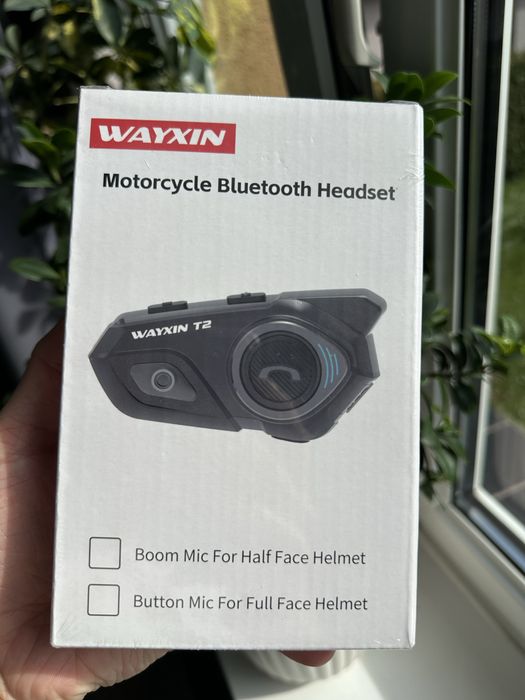 WAYXIN
Motorcycle Bluetooth Headset
WAYXIN T2
Boom Mic For Half Face Helmet
Button Mic For Full Face Helmet